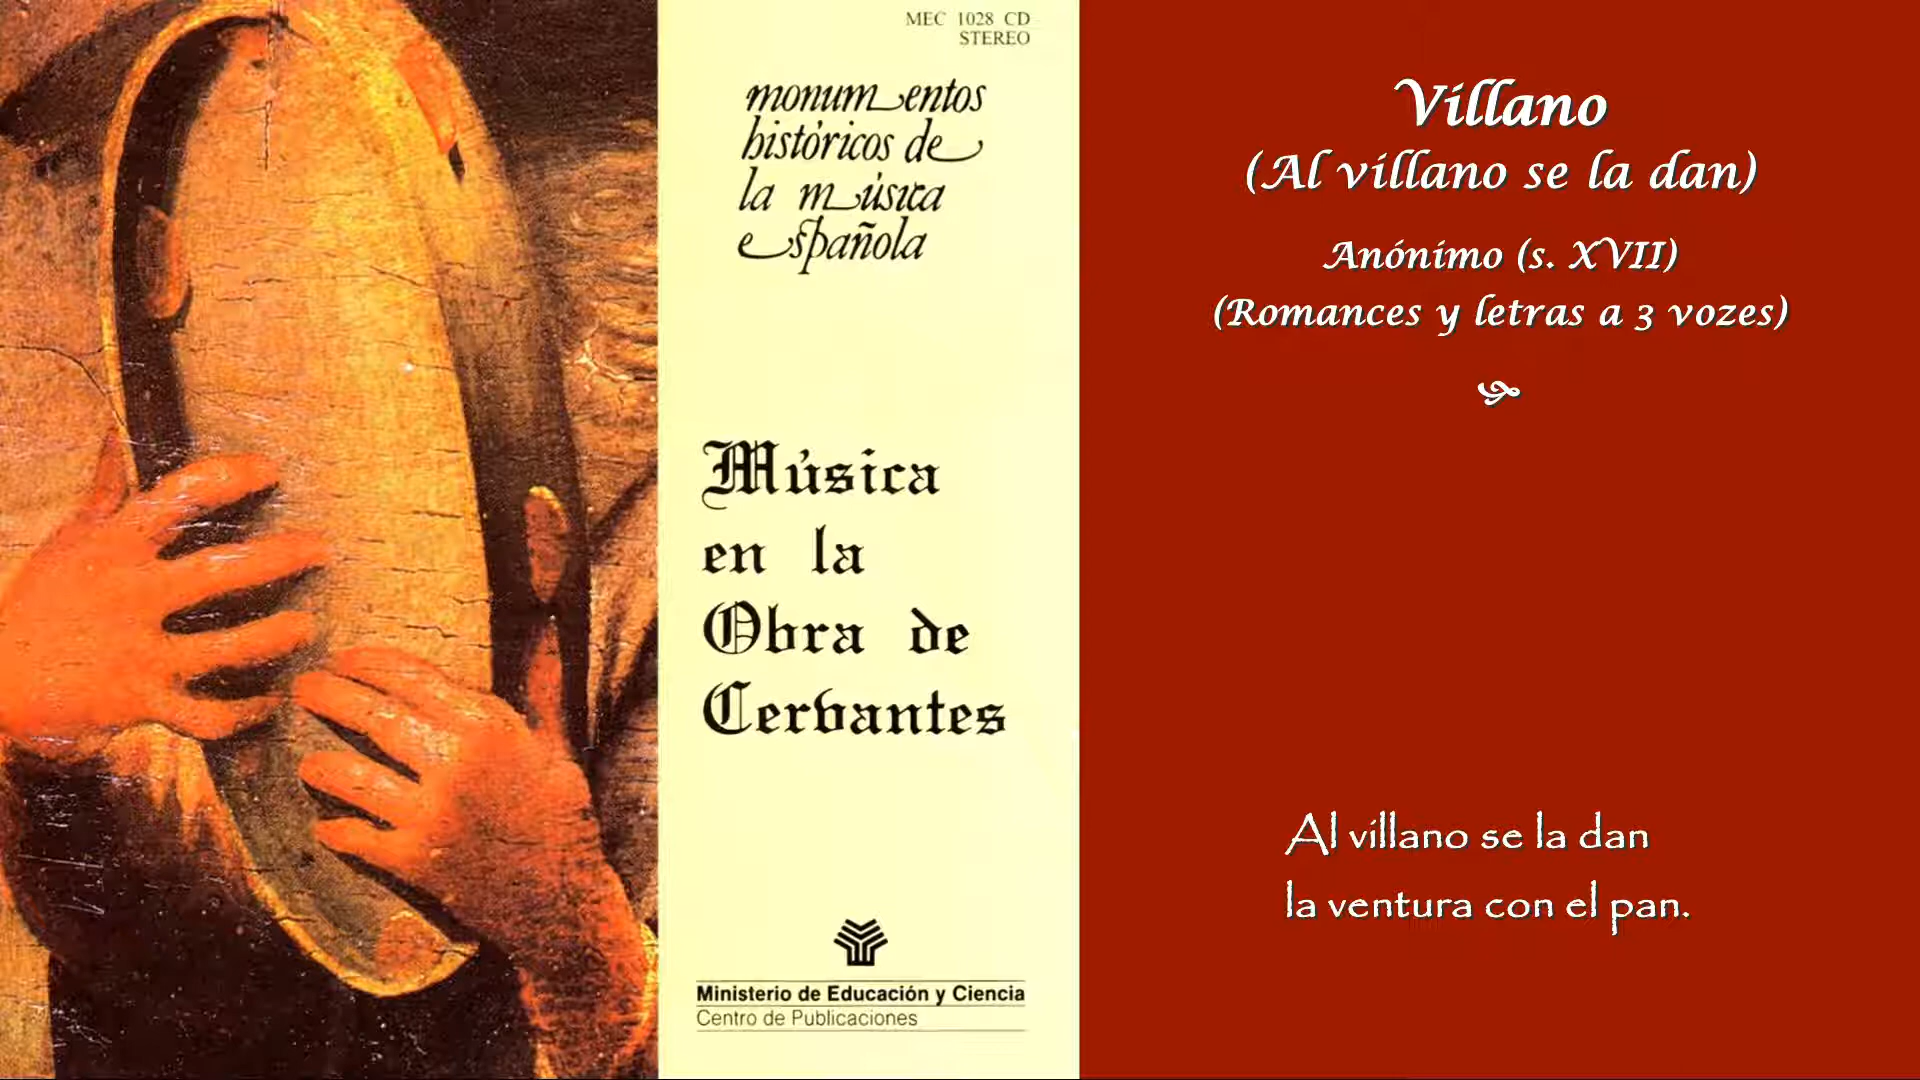 MEC 1028 CD
STEREO
monumentos
históricos de
la música
española
Música
en la
Obra de
Cervantes
Ministerio de Educación y Ciencia
Centro de Publicaciones
Villano
(Al villano se la dan)
Anónimo (s. XVII)
(Romances y letras a 3 vozes)
Al villano se la dan
la ventura con el pan.